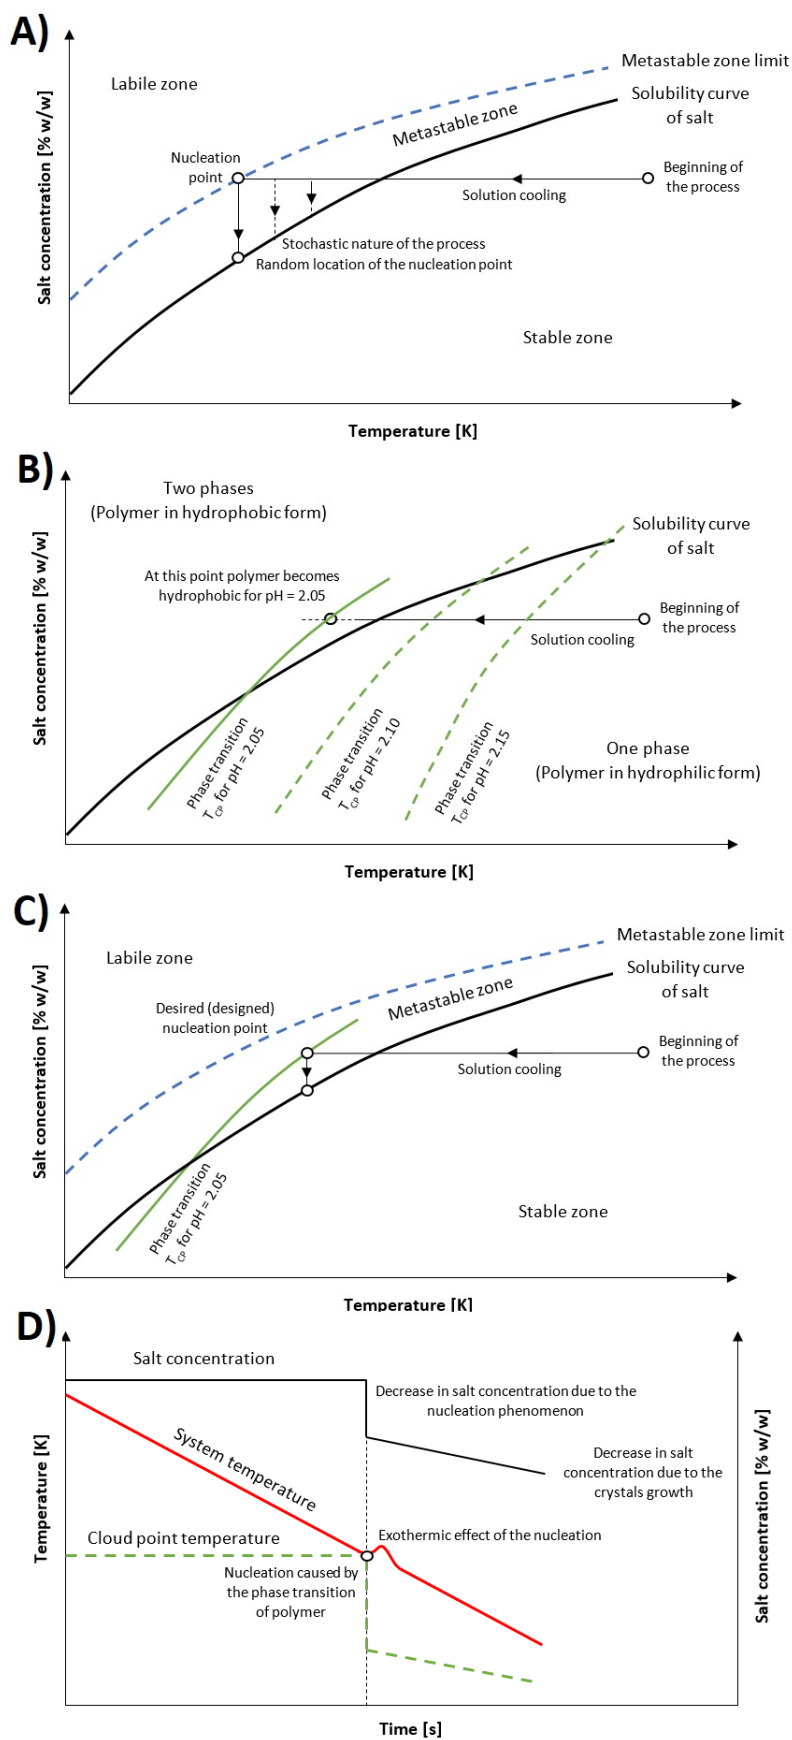 A)
Labile zone
Metastable zone limit
Solubility curve
of salt
Metastable zone
Nucleation
point
Beginning of
the process
Solution cooling
Stochastic nature of the process
Random location of the nucleation point
Stable zone
Salt concentration [% w/w]
Temperature [K]
B)
Two phases
(Polymer in hydrophobic form)
Solubility curve
of salt
At this point polymer becomes
hydrophobic for pH = 2.05
Beginning of
the process
Solution cooling
Phase transition
TCP for pH = 2.05
Phase transition
TCP for pH = 2.10
Phase transition
TCP for pH = 2.15
One phase
(Polymer in hydrophilic form)
Salt concentration [% w/w]
Temperature [K]
C)
Labile zone
Metastable zone limit
Solubility curve
of salt
Metastable zone
Desired (designed)
nucleation point
Beginning of
the process
Solution cooling
Phase transition
TCP for pH = 2.05
Stable zone
Salt concentration [% w/w]
Temperature [K]
D)
Salt concentration
Decrease in salt concentration due to the
nucleation phenomenon
System temperature
Decrease in salt
concentration due to the
crystals growth
Cloud point temperature
Exothermic effect of the nucleation
Nucleation caused by
the phase transition
of polymer
Temperature [K]
Salt concentration [% w/w]
Time [s]